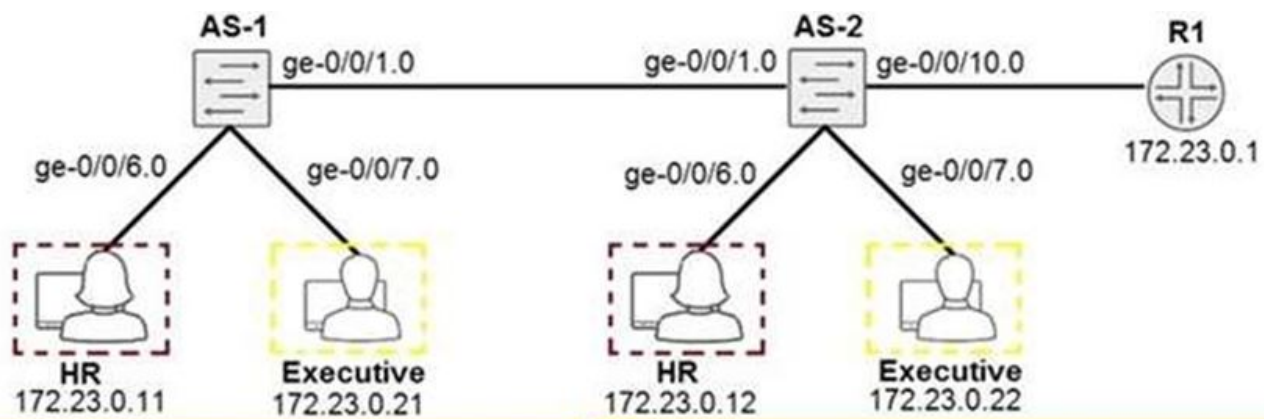 AS-1
AS-2
R1
ge-0/0/1.0
ge-0/0/1.0
ge-0/0/10.0
172.23.0.1
ge-0/0/6.0
ge-0/0/7.0
ge-0/0/6.0
ge-0/0/7.0
HR
172.23.0.11
Executive
172.23.0.21
HR
172.23.0.12
Executive
172.23.0.22